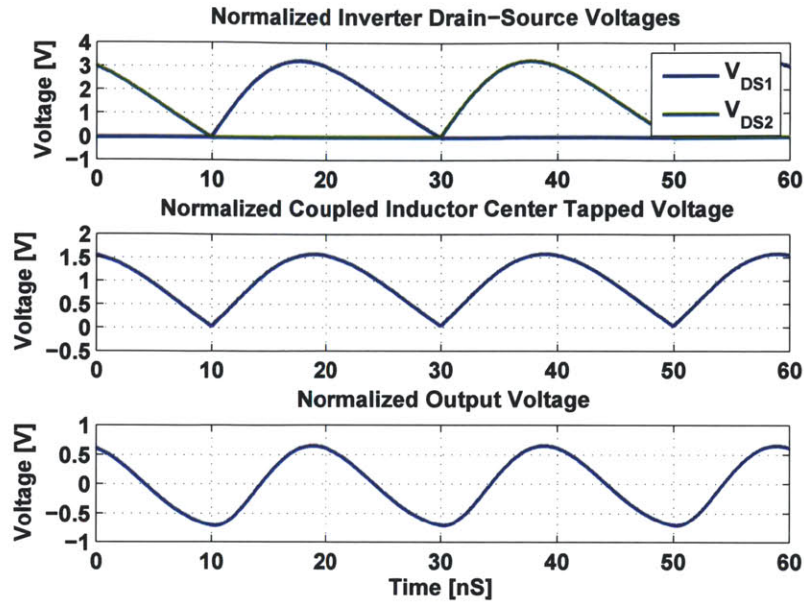 Normalized Inverter Drain−Source Voltages
Voltage [V]
4
3
2
1
0
−1
V_DS1
V_DS2
0 10 20 30 40 50 60
Normalized Coupled Inductor Center Tapped Voltage
Voltage [V]
2
1.5
1
0.5
0
−0.5
0 10 20 30 40 50 60
Normalized Output Voltage
Voltage [V]
1
0.5
0
−0.5
−1
0 10 20 30 40 50 60
Time [nS]